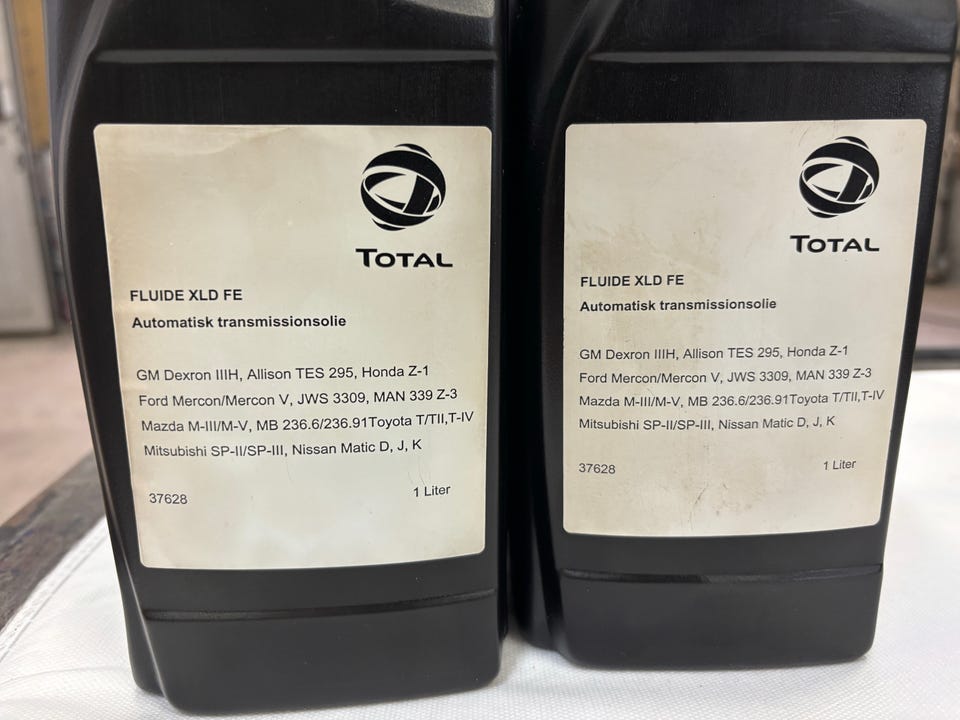 TOTAL
FLUIDE XLD FE
Automatisk transmissionsolie
GM Dexron IIIH, Allison TES 295, Honda Z-1
Ford Mercon/Mercon V, JWS 3309, MAN 339 Z-3
Mazda M-III/M-V, MB 236.6/236.91Toyota T/TII,T-IV
Mitsubishi SP-II/SP-III, Nissan Matic D, J, K
37628 1 Liter
TOTAL
FLUIDE XLD FE
Automatisk transmissionsolie
GM Dexron IIIH, Allison TES 295, Honda Z-1
Ford Mercon/Mercon V, JWS 3309, MAN 339 Z-3
Mazda M-III/M-V, MB 236.6/236.91Toyota T/TII,T-IV
Mitsubishi SP-II/SP-III, Nissan Matic D, J, K
37628 1 Liter